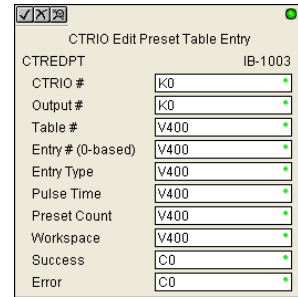 CTRIO Edit Preset Table Entry
CTREDPT IB-1003
CTRIO # K0
Output # K0
Table # V400
Entry # (0-based) V400
Entry Type V400
Pulse Time V400
Preset Count V400
Workspace V400
Success C0
Error C0